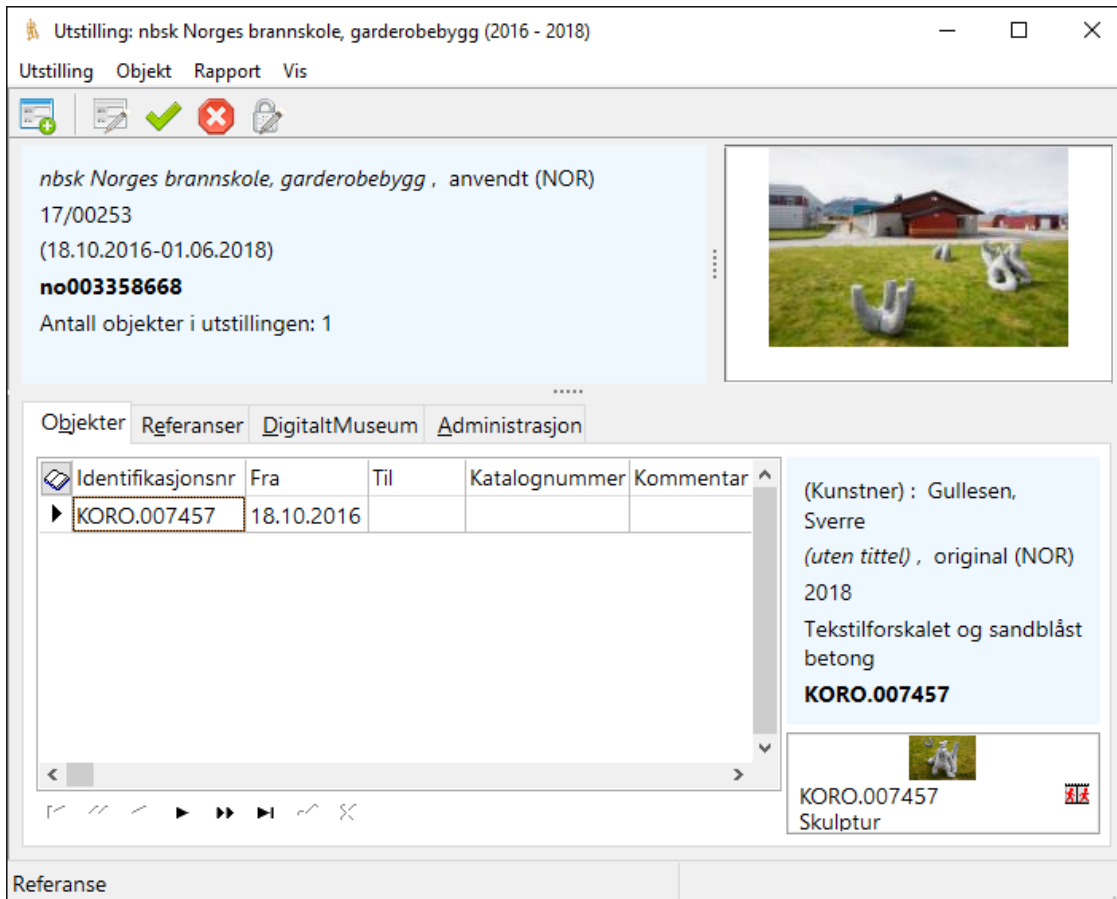 Utstilling: nbsk Norges brannskole, garderobebygg (2016 - 2018)
Utstilling Objekt Rapport Vis
nbsk Norges brannskole, garderobebygg , anvendt (NOR)
17/00253
(18.10.2016-01.06.2018)
no003358668
Antall objekter i utstillingen: 1
Objekter Referanser DigitaltMuseum Administrasjon
Identifikasjonsnr Fra Til Katalognummer Kommentar
KORO.007457 18.10.2016
(Kunstner) : Gullesen,
Sverre
(uten tittel) , original (NOR)
2018
Tekstilforskalet og sandblåst
betong
KORO.007457
KORO.007457
Skulptur
Referanse